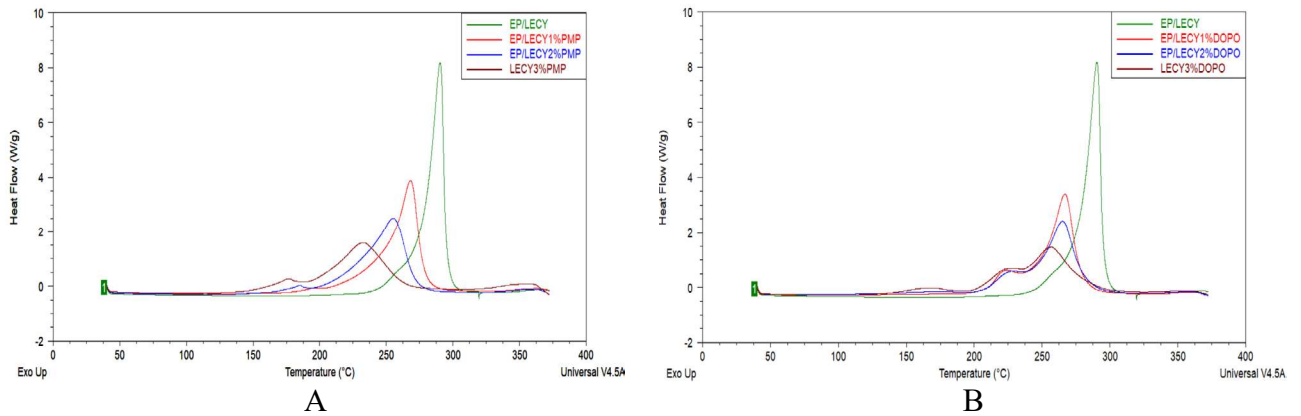 10
8
6
4
2
0
-2
Heat Flow (W/g)
EP/LECY
EP/LECY1%PMP
EP/LECY2%PMP
LECY3%PMP
1
0
50
100
150
200
250
300
350
400
Exo Up
Temperature (°C)
Universal V4.5A
A
10
8
6
4
2
0
-2
Heat Flow (W/g)
EP/LECY
EP/LECY1%DOPO
EP/LECY2%DOPO
LECY3%DOPO
1
0
50
100
150
200
250
300
350
400
Exo Up
Temperature (°C)
Universal V4.5A
B